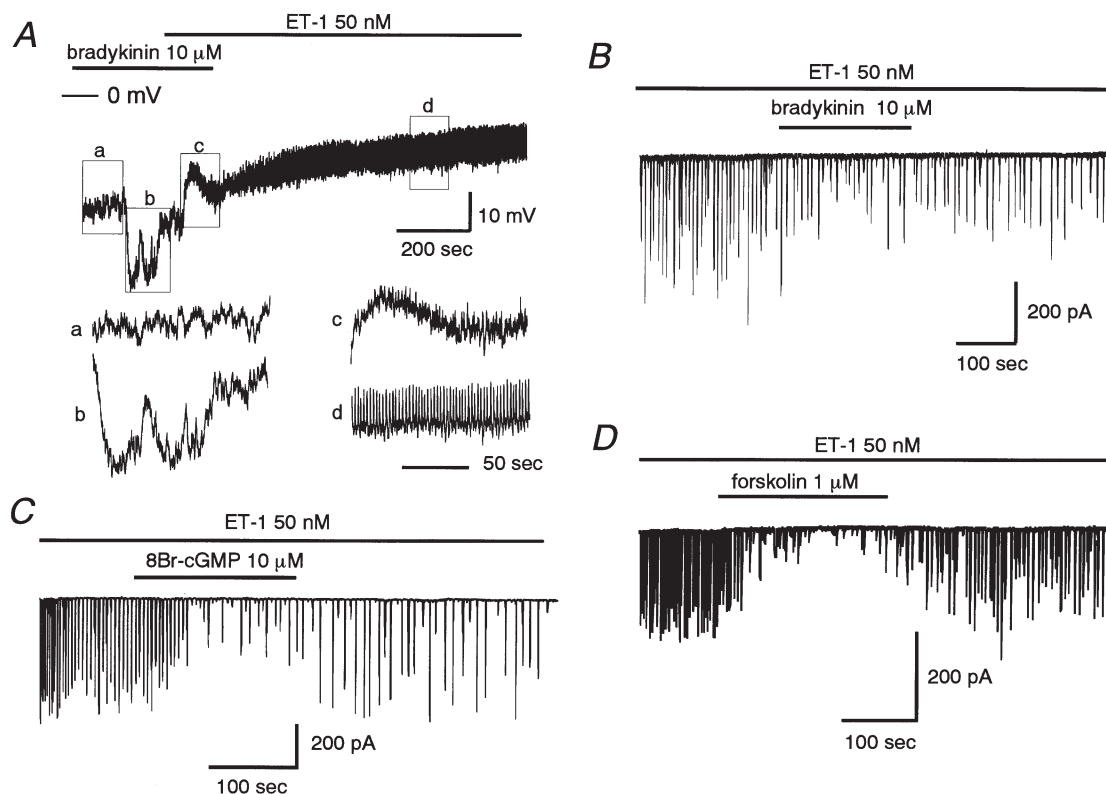 A
ET-1 50 nM
bradykinin 10 μM
0 mV
a
b
c
d
10 mV
200 sec
a
b
c
d
50 sec
B
ET-1 50 nM
bradykinin 10 μM
200 pA
100 sec
C
ET-1 50 nM
8Br-cGMP 10 μM
200 pA
100 sec
D
ET-1 50 nM
forskolin 1 μM
200 pA
100 sec